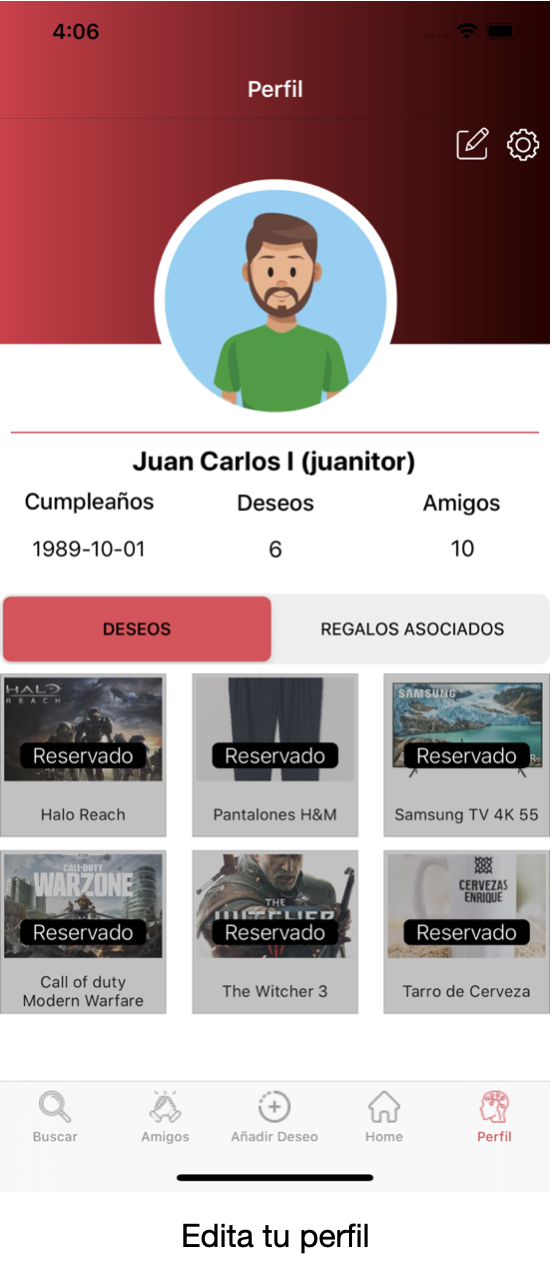 4:06
Perfil
Juan Carlos I (juanitor)
Cumpleaños Deseos Amigos
1989-10-01 6 10
DESEOS REGALOS ASOCIADOS
HALO
REACH
SAMSUNG
Reservado Reservado Reservado
Halo Reach Pantalones H&M Samsung TV 4K 55
CALL OF DUTY
WARZONE
THE
WITCHER
CERVEZAS
ENRIQUE
Reservado Reservado Reservado
Call of duty
Modern Warfare
The Witcher 3 Tarro de Cerveza
Buscar Amigos Añadir Deseo Home Perfil
Edita tu perfil